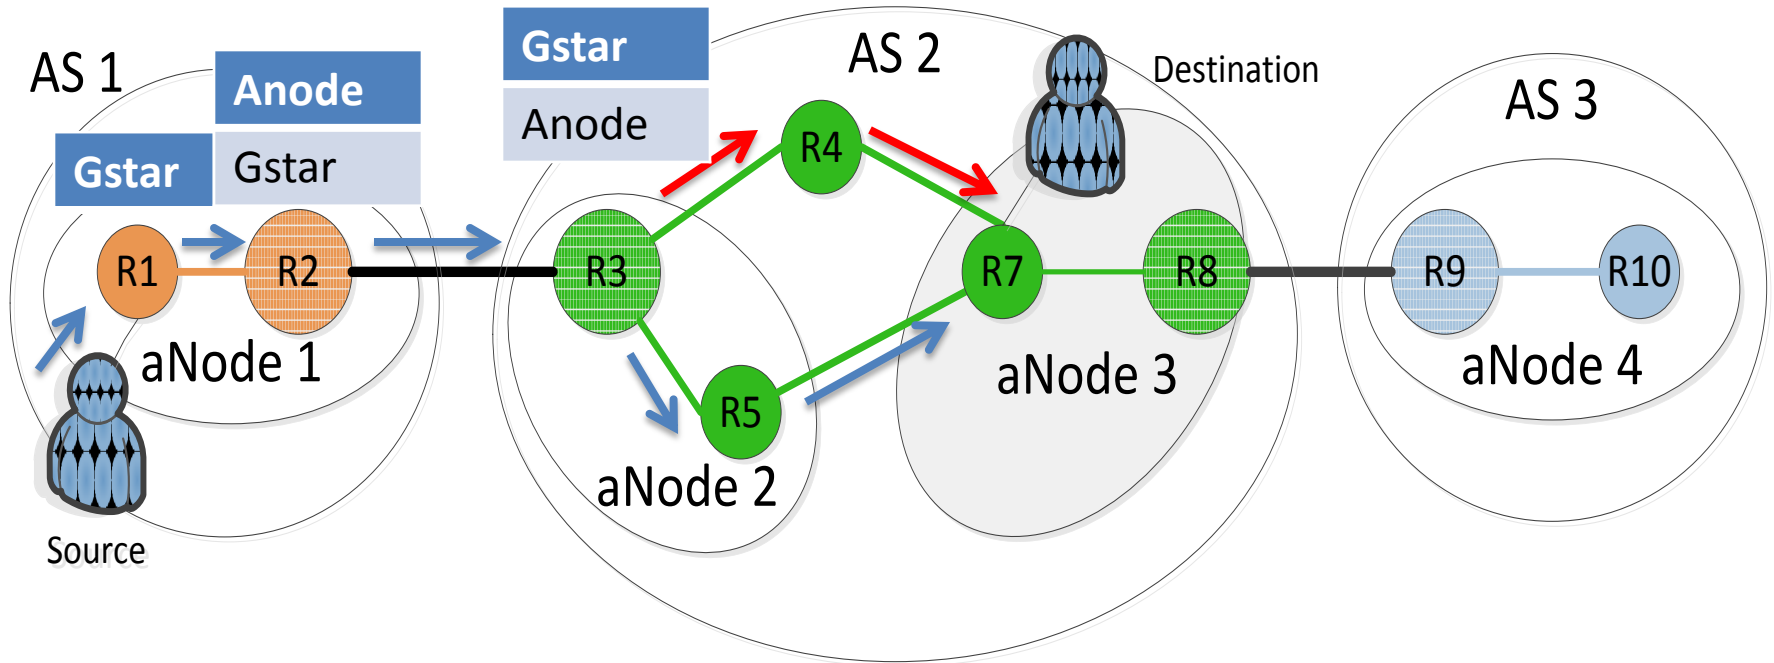 AS 1
Anode
Gstar
Gstar
Gstar
Anode
AS 2
Destination
AS 3
R4
R1
R2
R3
R7
R8
R9
R10
aNode 1
aNode 3
aNode 4
R5
aNode 2
Source